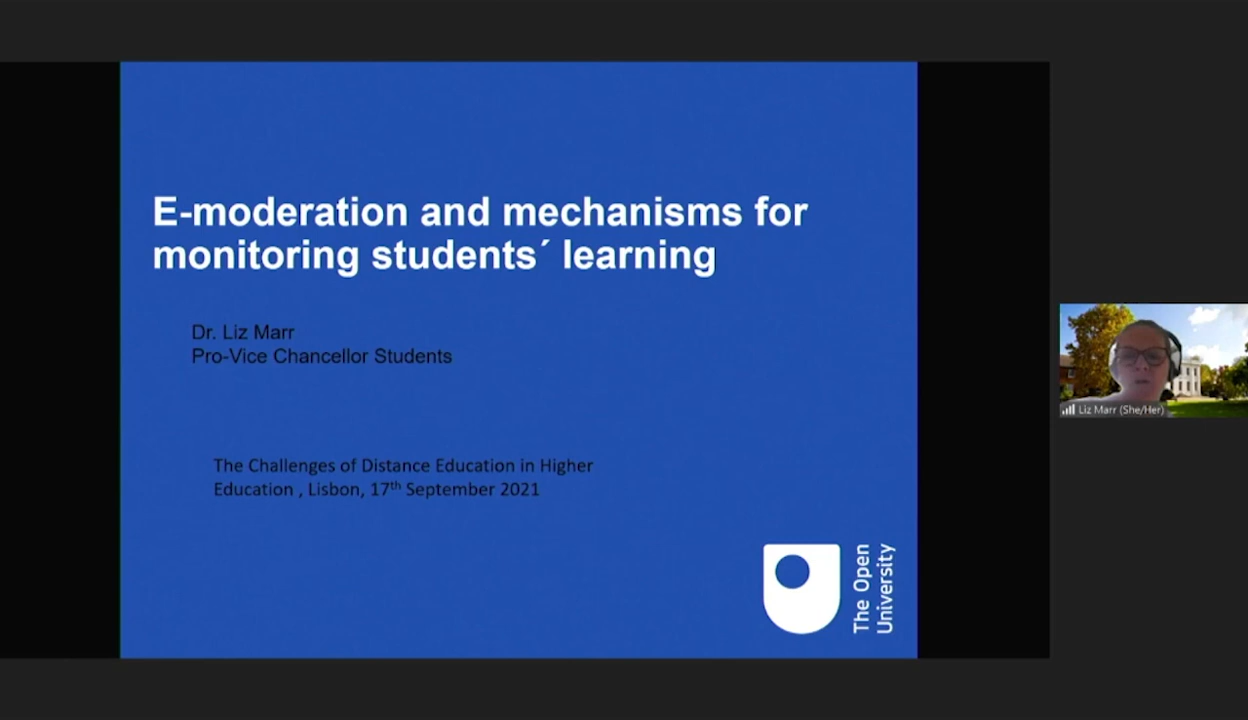 E-moderation and mechanisms for
monitoring students´ learning
Dr. Liz Marr
Pro-Vice Chancellor Students
The Challenges of Distance Education in Higher
Education , Lisbon, 17th September 2021
The Open
University
Liz Marr (She/Her)